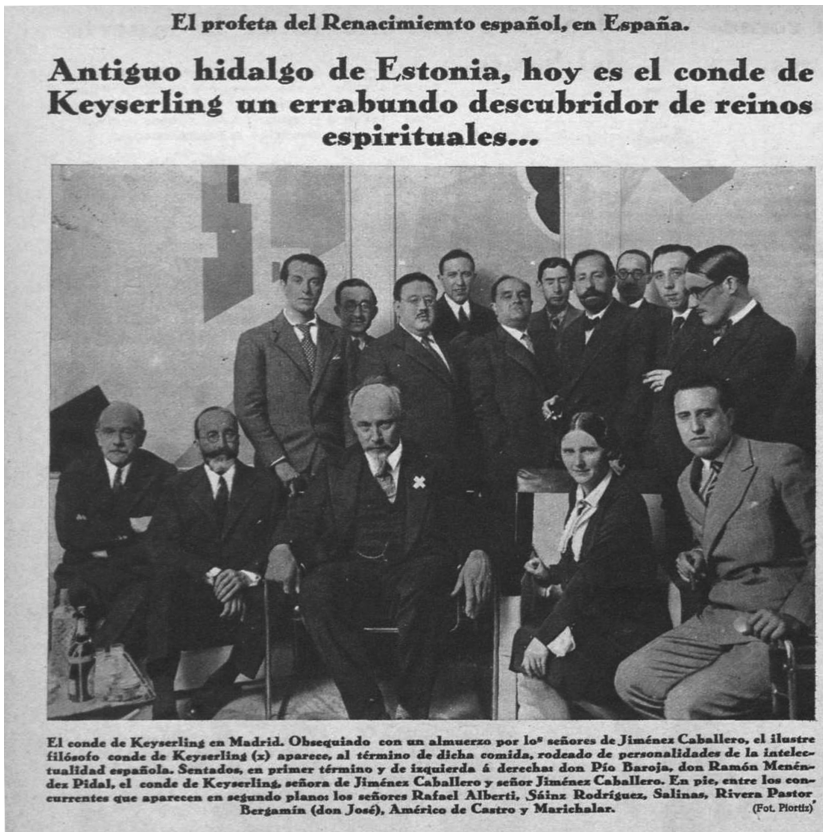 El profeta del Renacimiemto español, en España.
Antiguo hidalgo de Estonia, hoy es el conde de
Keyserling un errabundo descubridor de reinos
espirituales...
El conde de Keyserling en Madrid. Obsequiado con un almuerzo por los señores de Jiménez Caballero, el ilustre
filósofo conde de Keyserling (x) aparece, al término de dicha comida, rodeado de personalidades de la intelec-
tualidad española. Sentados, en primer término y de izquierda á derecha: don Pío Baroja, don Ramón Menén-
dez Pidal, el conde de Keyserling, señora de Jiménez Caballero y señor Jiménez Caballero. En pie, entre los con-
currentes que aparecen en segundo plano: los señores Rafael Alberti, Sáinz Rodríguez, Salinas, Rivera Pastor
Bergamín (don José), Américo de Castro y Marichalar.
(Fot. Piortiz)